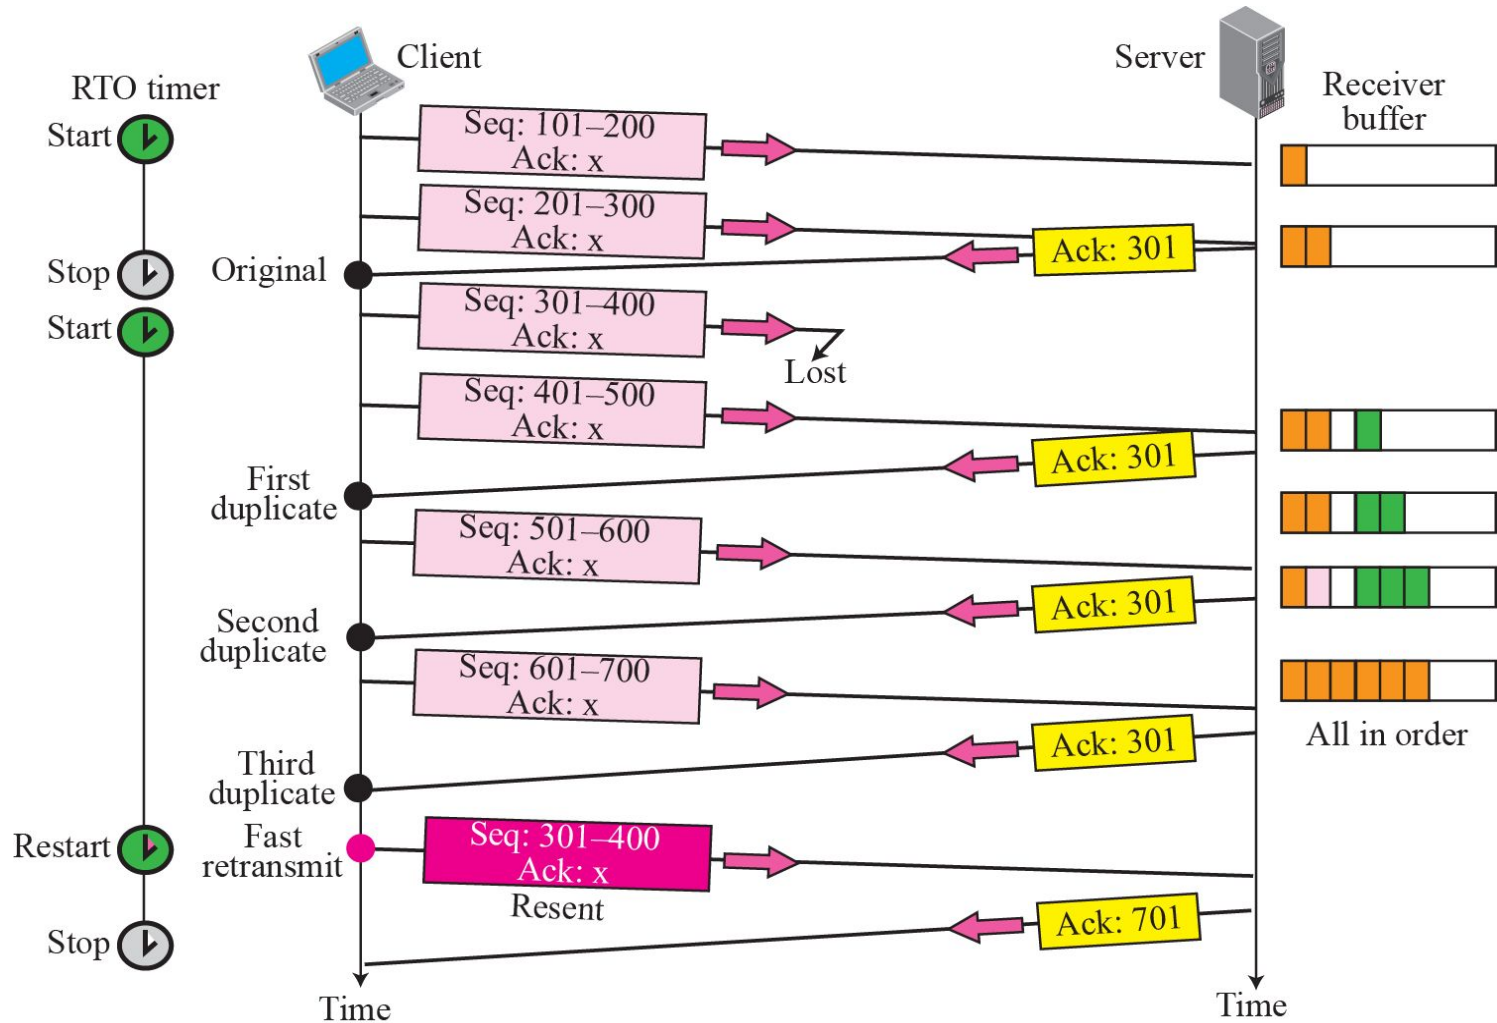 Client
Server
RTO timer
Receiver
buffer
Start
Seq: 101–200
Ack: x
Seq: 201–300
Ack: x
Ack: 301
Stop
Original
Start
Seq: 301–400
Ack: x
Lost
Seq: 401–500
Ack: x
Ack: 301
First
duplicate
Seq: 501–600
Ack: x
Ack: 301
Second
duplicate
Seq: 601–700
Ack: x
All in order
Ack: 301
Third
duplicate
Restart
Fast
retransmit
Seq: 301–400
Ack: x
Resent
Ack: 701
Stop
Time
Time